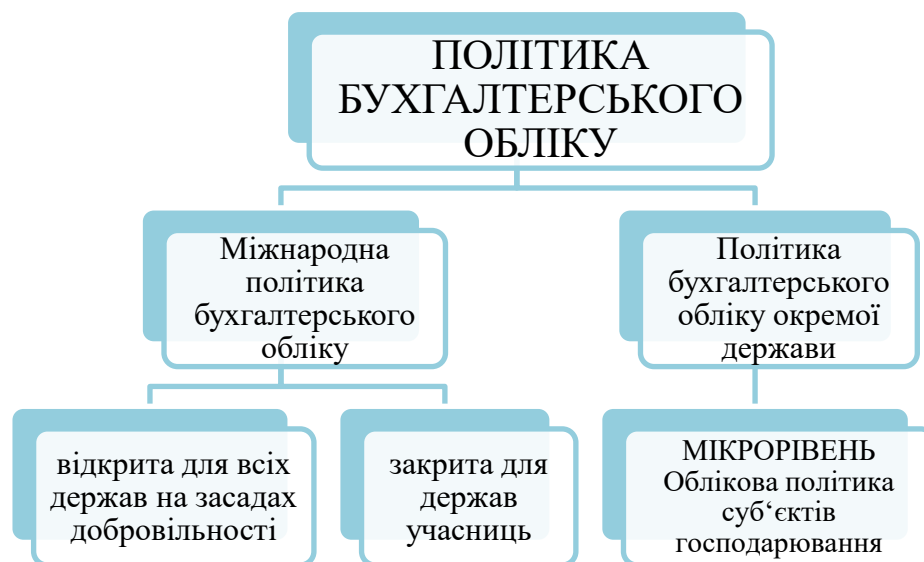 ПОЛІТИКА
БУХГАЛТЕРСЬКОГО
ОБЛІКУ
Міжнародна
політика
бухгалтерського
обліку
Політика
бухгалтерського
обліку окремої
держави
відкрита для всіх
держав на засадах
добровільності
закрита для
держав
учасниць
МІКРОРІВЕНЬ
Облікова політика
суб‘єктів
господарювання